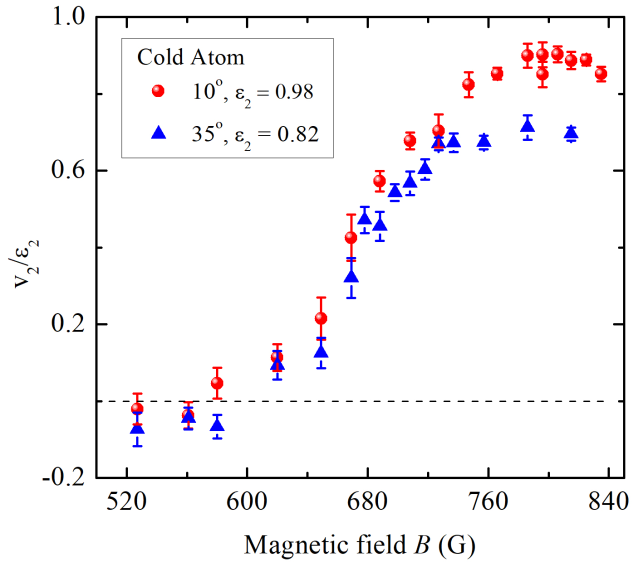 1.0
0.6
0.2
-0.2
v₂/ε₂
Cold Atom
10°, ε₂ = 0.98
35°, ε₂ = 0.82
520 600 680 760 840
Magnetic field B (G)